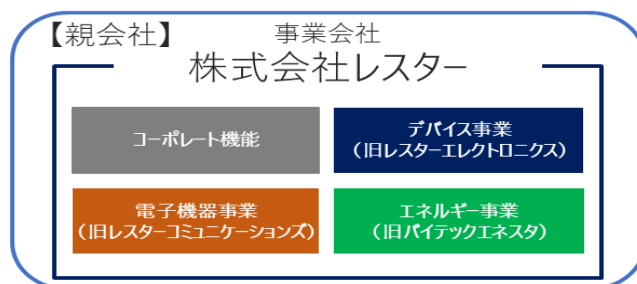 【親会社】
事業会社
株式会社レスター
コーポレート機能
デバイス事業
(旧レスターエレクトロニクス)
電子機器事業
(旧レスターコミュニケーションズ)
エネルギー事業
(旧バイテックエネスタ)